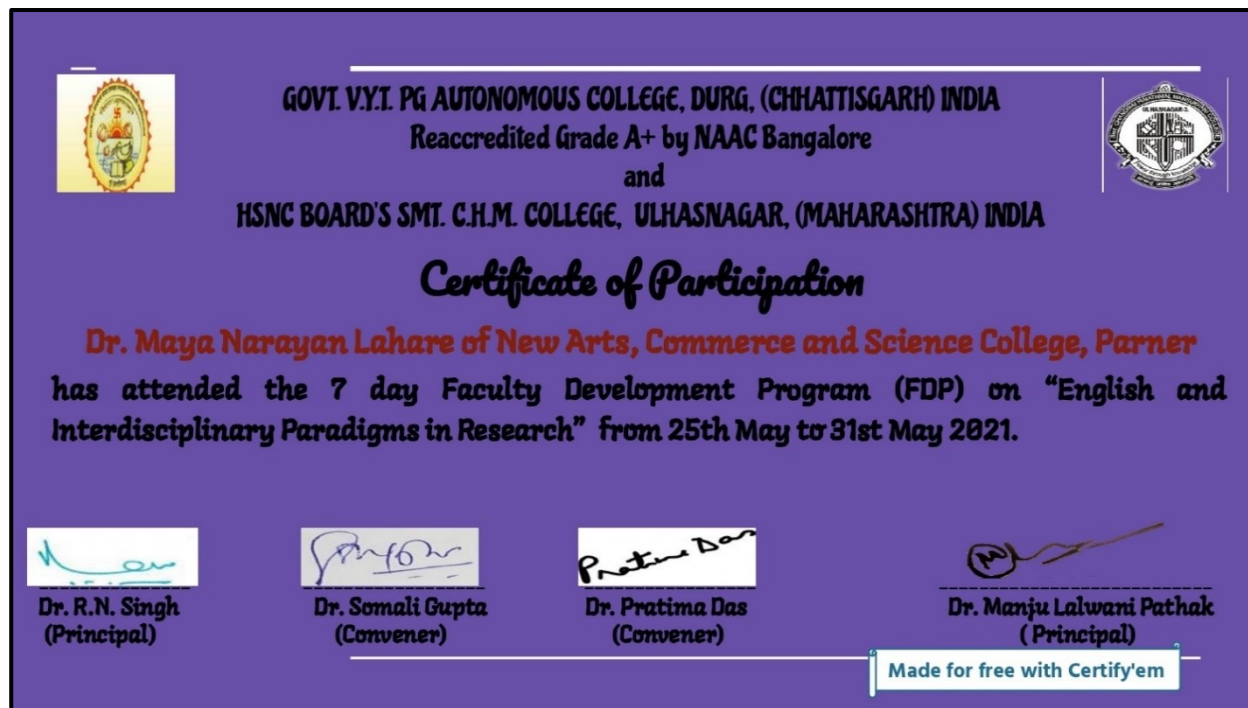 GOVT. V.Y.T. PG AUTONOMOUS COLLEGE, DURG, (CHHATTISGARH) INDIA
Reaccredited Grade A+ by NAAC Bangalore
and
HSNC BOARD'S SMT. C.H.M. COLLEGE, ULHASNAGAR, (MAHARASHTRA) INDIA
Certificate of Participation
Dr. Maya Narayan Lahare of New Arts, Commerce and Science College, Parner
has attended the 7 day Faculty Development Program (FDP) on “English and
Interdisciplinary Paradigms in Research” from 25th May to 31st May 2021.
Pratima Das
Dr. R.N. Singh
(Principal)
Dr. Somali Gupta
(Convener)
Dr. Pratima Das
(Convener)
Dr. Manju Lalwani Pathak
( Principal)
Made for free with Certify'em